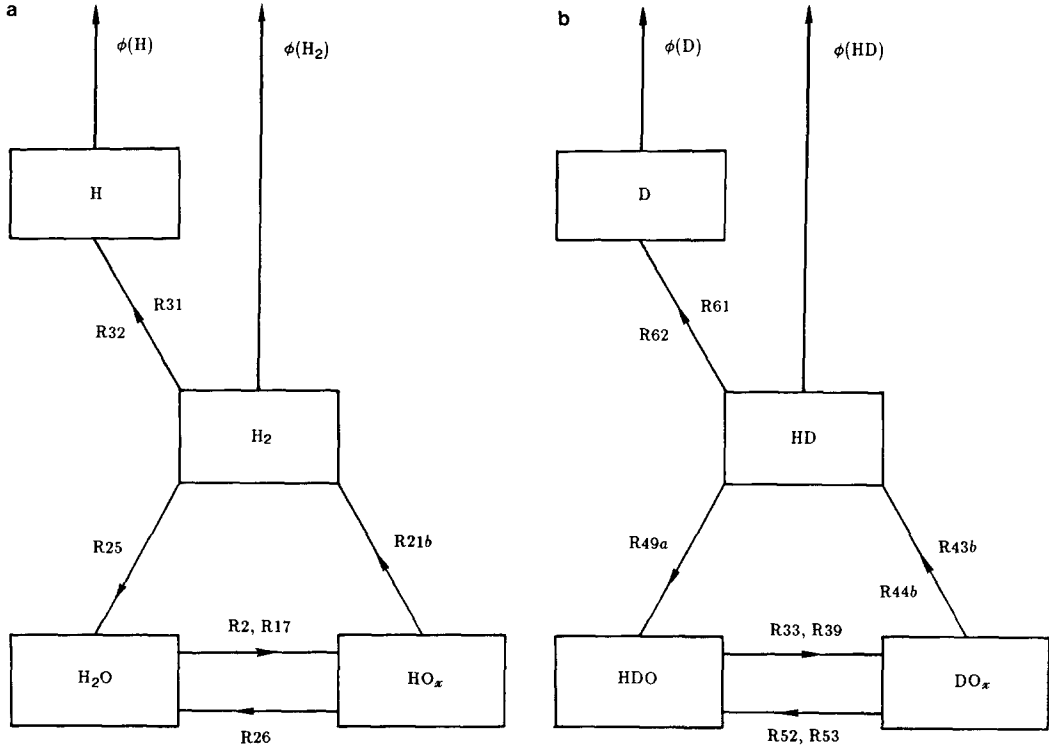 a
φ(H)
φ(H₂)
H
R31
R32
H₂
R25
R21b
R2, R17
H₂O
HOₓ
R26
b
φ(D)
φ(HD)
D
R61
R62
HD
R49a
R43b
R44b
R33, R39
HDO
DOₓ
R52, R53